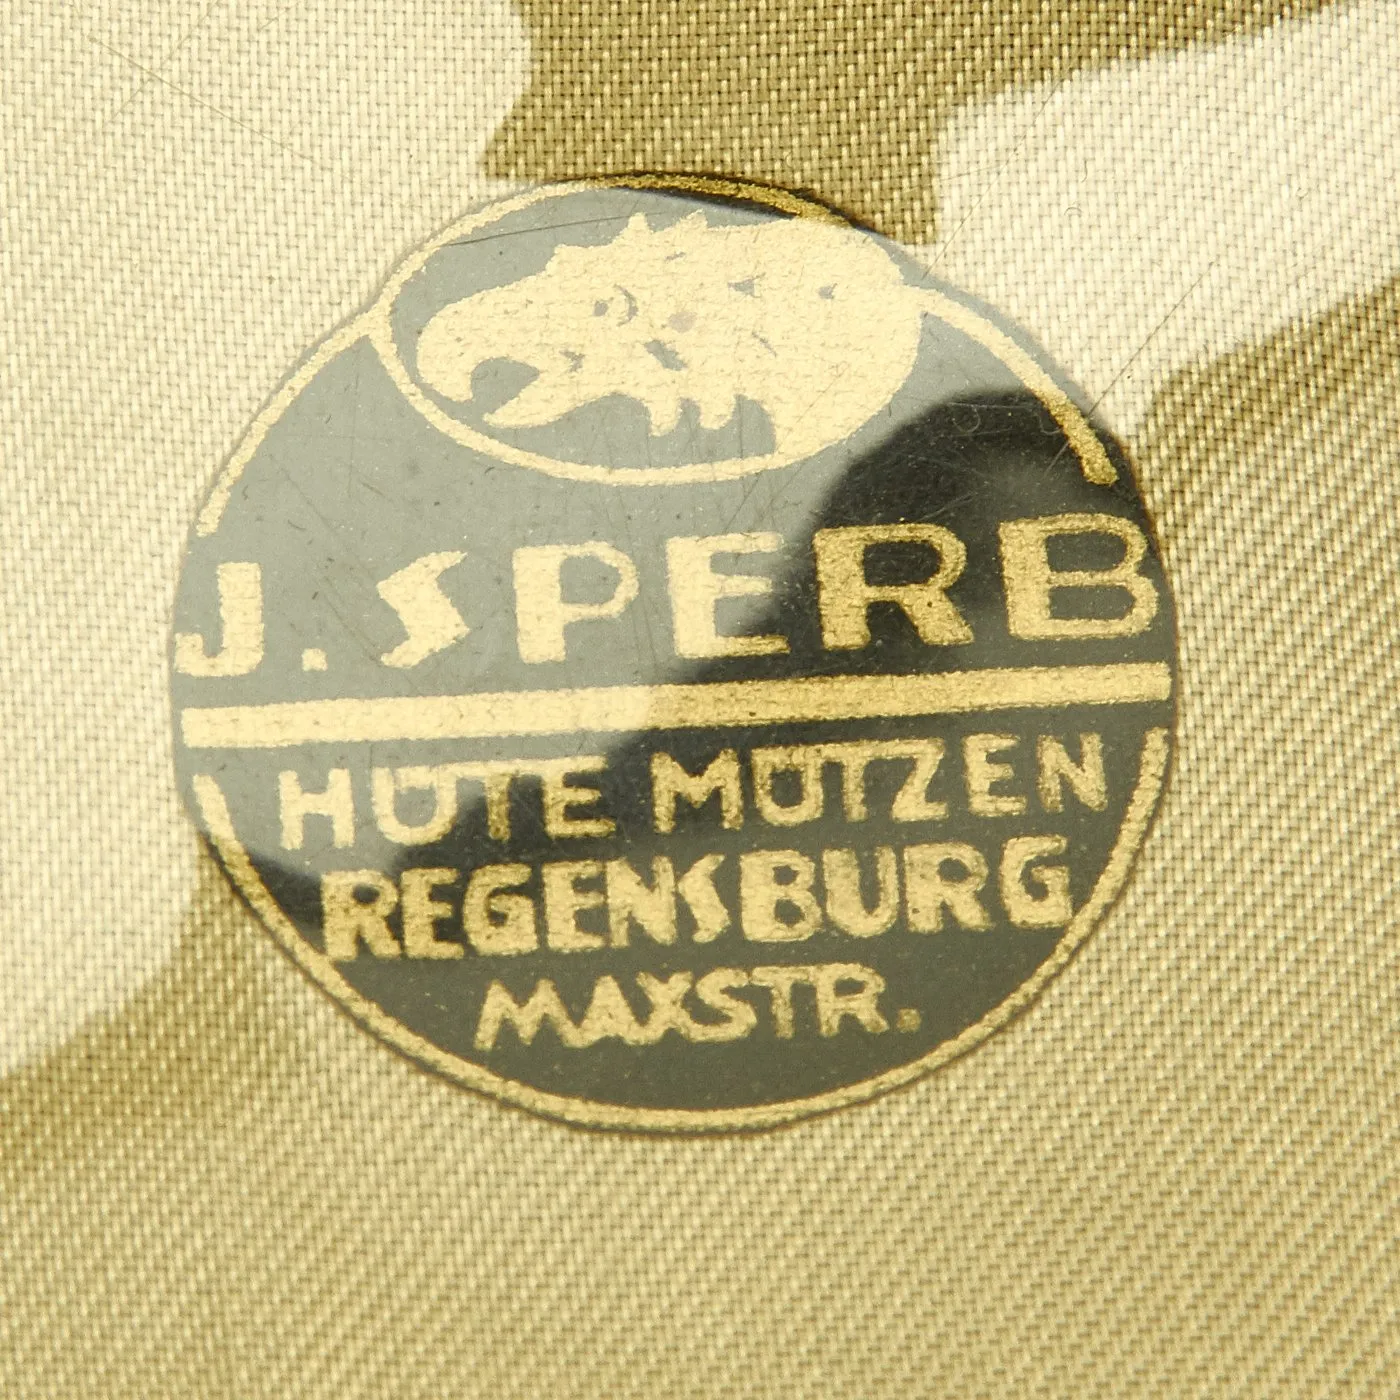 J. SPERB
HÜTE MÜTZEN
REGENSBURG
MAXSTR.